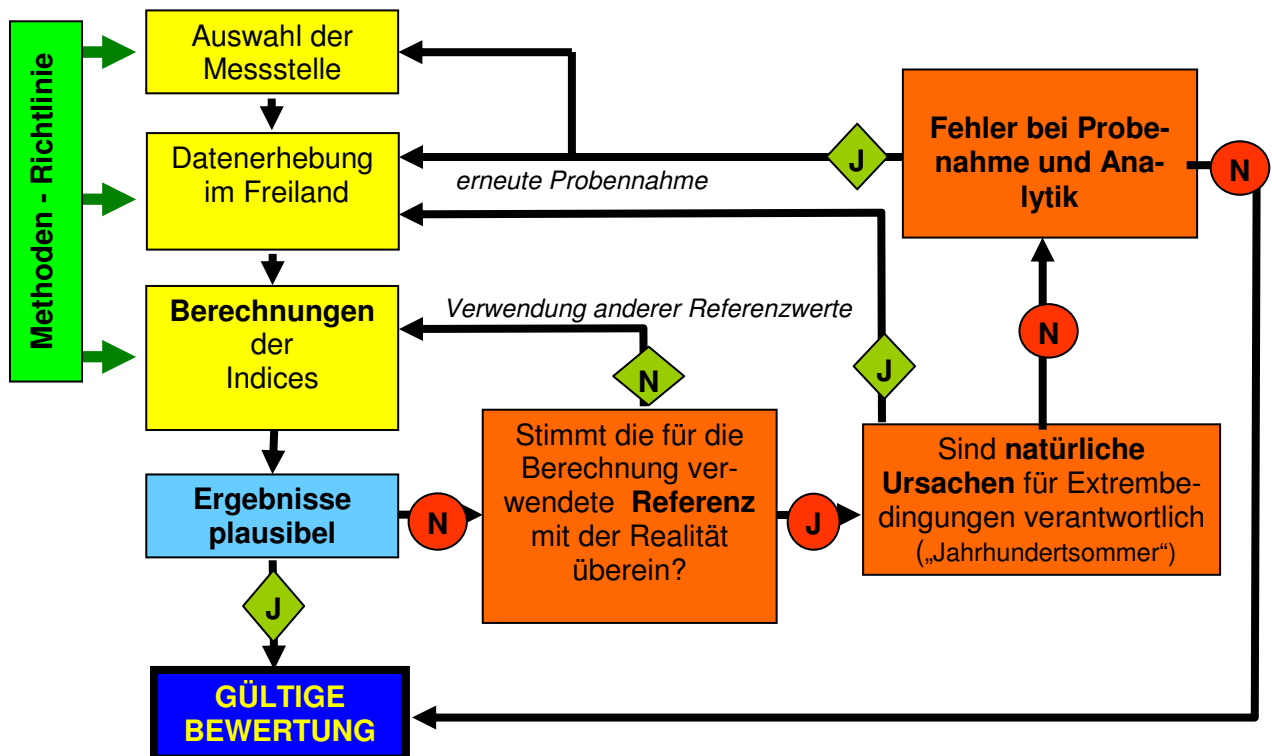 Methoden - Richtlinie
Auswahl der
Messstelle
Datenerhebung
im Freiland
Berechnungen
der
Indices
Ergebnisse
plausibel
J
GÜLTIGE
BEWERTUNG
N
Stimmt die für die
Berechnung ver-
wendete Referenz
mit der Realität
überein?
N
Verwendung anderer Referenzwerte
J
Sind natürliche
Ursachen für Extrembe-
dingungen verantwortlich
(„Jahrhundertsommer“)
J
N
Fehler bei Probe-
nahme und Ana-
lytik
J
erneute Probennahme
N